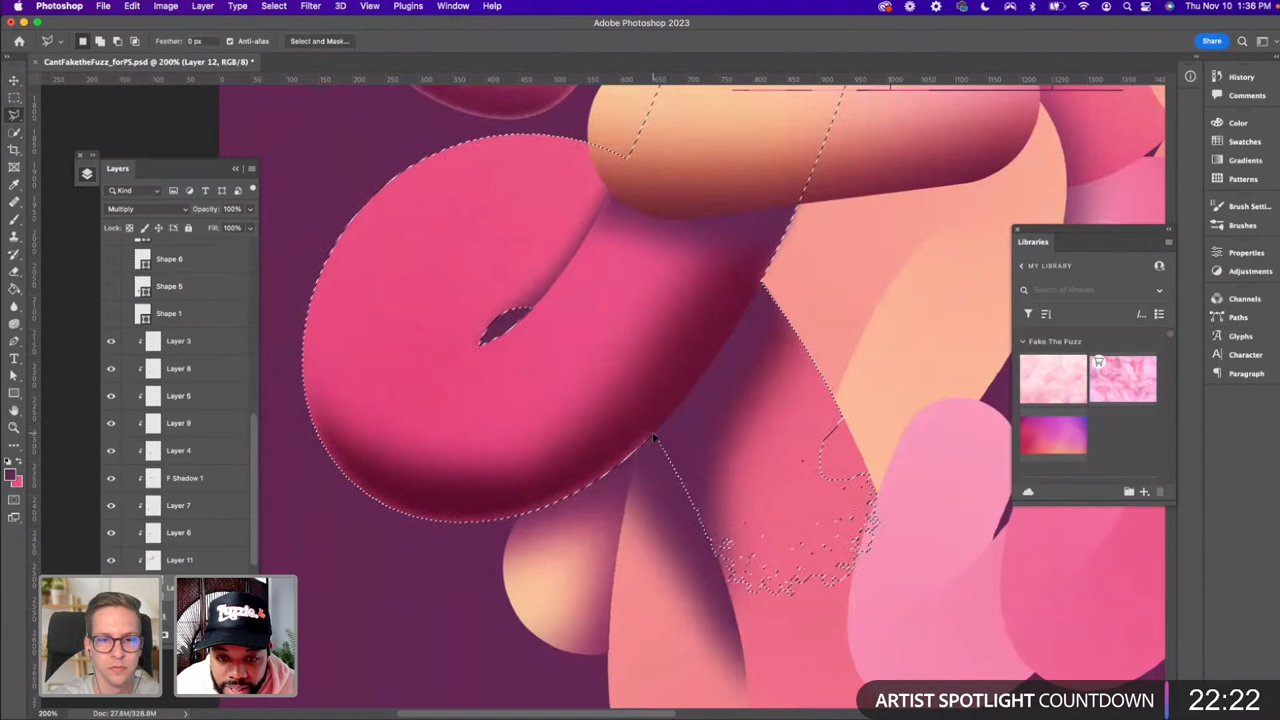 Photoshop File Edit Image Layer Type Select Filter 3D View Plugins Window Help
Thu Nov 10 1:36 PM
Adobe Photoshop 2023
Feather: 0 px
Anti-alias
Select and Mask...
Share
CantFaketheFuzz_forPS.psd @ 200% (Layer 12, RGB/8) *
Layers
Kind
Multiply
Opacity: 100%
Lock:
Fill: 100%
Shape 6
Shape 5
Shape 1
Layer 3
Layer 8
Layer 5
Layer 9
Layer 4
F Shadow 1
Layer 7
Layer 6
Layer 11
Libraries
MY LIBRARY
Search all libraries
Fake The Fuzz
History
Comments
Color
Swatches
Gradients
Patterns
Brush Setti...
Brushes
Properties
Adjustments
Channels
Paths
Glyphs
Character
Paragraph
200%
Doc: 27.8M/328.8M
ARTIST SPOTLIGHT COUNTDOWN
22:22